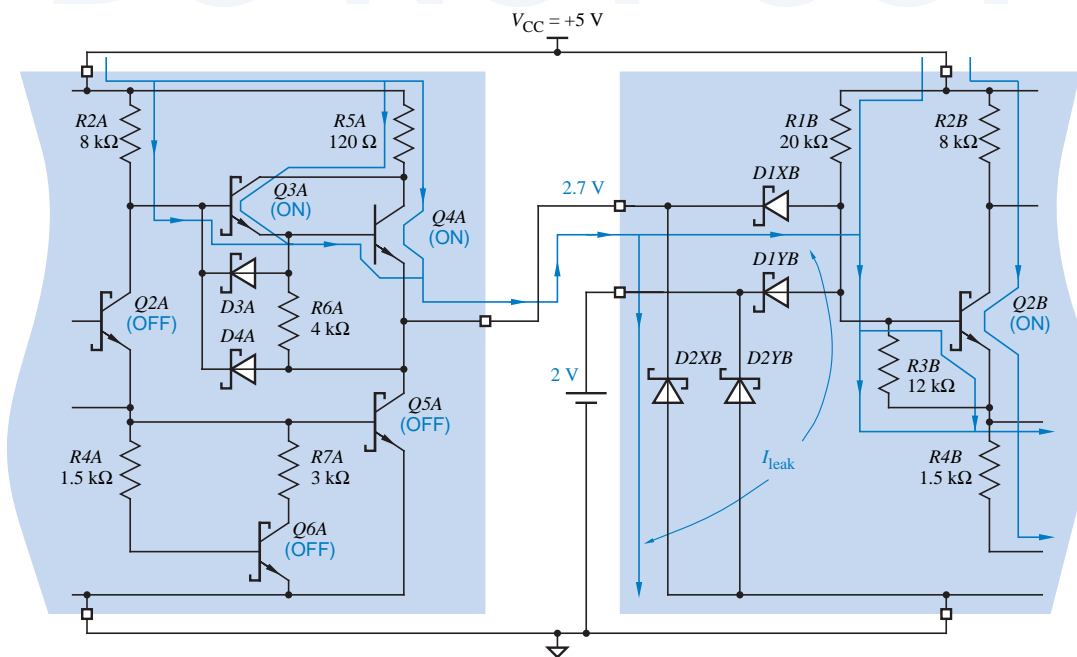 V_CC = +5 V
R2A
8 kΩ
R5A
120 Ω
Q3A
(ON)
Q4A
(ON)
Q2A
(OFF)
D3A
R6A
4 kΩ
D4A
Q5A
(OFF)
R4A
1.5 kΩ
R7A
3 kΩ
Q6A
(OFF)
2.7 V
2 V
R1B
20 kΩ
R2B
8 kΩ
D1XB
D1YB
Q2B
(ON)
D2XB
D2YB
R3B
12 kΩ
I_leak
R4B
1.5 kΩ